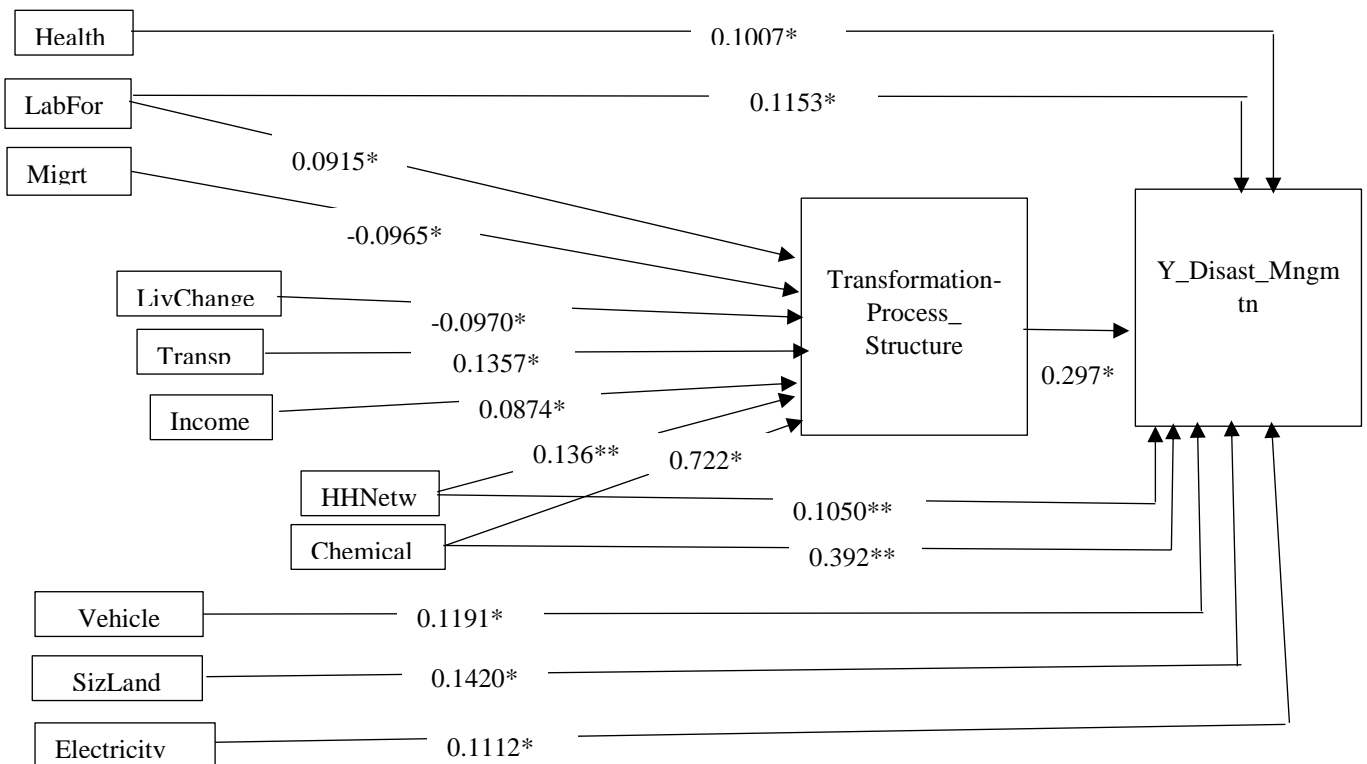 Health
0.1007*
LabFor
0.1153*
0.0915*
Migrt
-0.0965*
LivChange
-0.0970*
Transp
0.1357*
Income
0.0874*
Transformation-
Process_
Structure
Y_Disast_Mngm
tn
0.297*
0.136**
0.722*
HHNetw
0.1050**
Chemical
0.392**
Vehicle
0.1191*
SizLand
0.1420*
Electricity
0.1112*